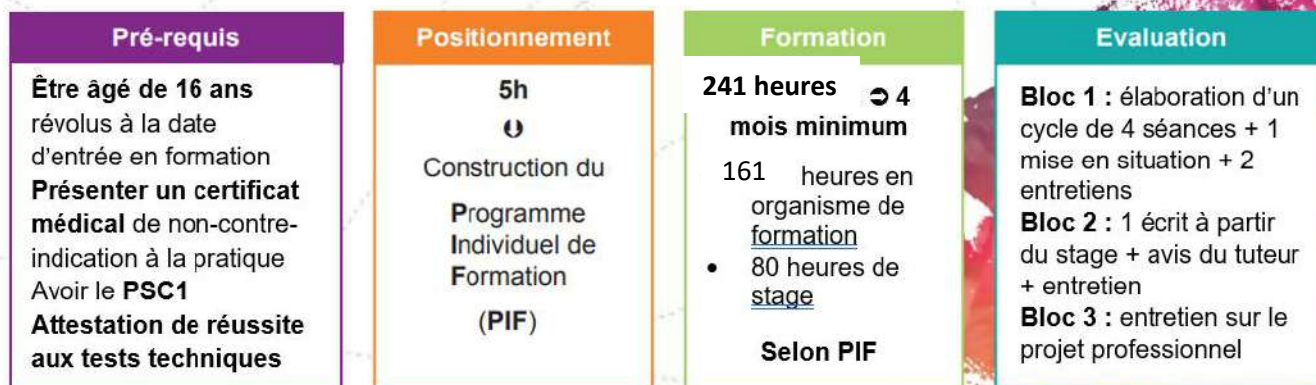 Pré-requis
Être âgé de 16 ans
révolus à la date
d'entrée en formation
Présenter un certificat
médical de non-contre-
indication à la pratique
Avoir le PSC1
Attestation de réussite
aux tests techniques
Positionnement
5h
Construction du
Programme
Individuel de
Formation
(PIF)
Formation
241 heures ➲ 4
mois minimum
161 heures en
organisme de
formation
• 80 heures de
stage
Selon PIF
Evaluation
Bloc 1 : élaboration d'un
cycle de 4 séances + 1
mise en situation + 2
entretiens
Bloc 2 : 1 écrit à partir
du stage + avis du tuteur
+ entretien
Bloc 3 : entretien sur le
projet professionnel